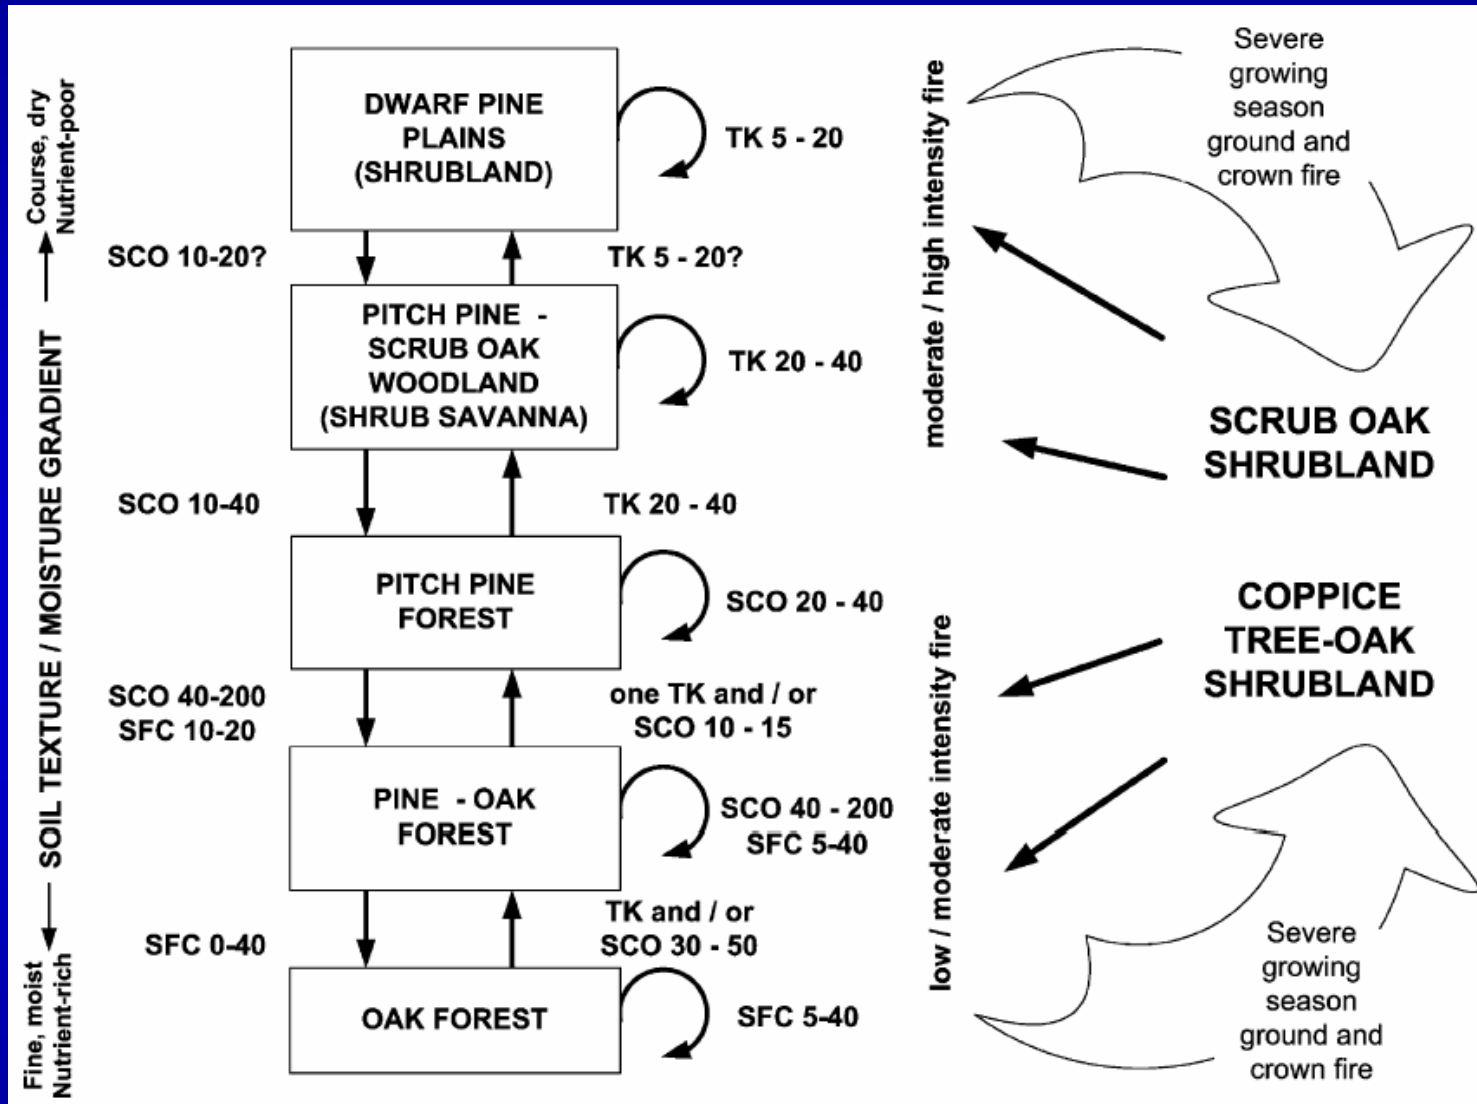 Course, dry
Nutrient-poor
SOIL TEXTURE / MOISTURE GRADIENT
Fine, moist
Nutrient-rich
DWARF PINE
PLAINS
(SHRUBLAND)
TK 5 - 20
SCO 10-20?
TK 5 - 20?
PITCH PINE -
SCRUB OAK
WOODLAND
(SHRUB SAVANNA)
TK 20 - 40
SCO 10-40
TK 20 - 40
PITCH PINE
FOREST
SCO 20 - 40
SCO 40-200
SFC 10-20
one TK and / or
SCO 10 - 15
PINE - OAK
FOREST
SCO 40 - 200
SFC 5-40
SFC 0-40
TK and / or
SCO 30 - 50
OAK FOREST
SFC 5-40
moderate / high intensity fire
low / moderate intensity fire
Severe
growing
season
ground and
crown fire
SCRUB OAK
SHRUBLAND
COPPICE
TREE-OAK
SHRUBLAND
Severe
growing
season
ground and
crown fire